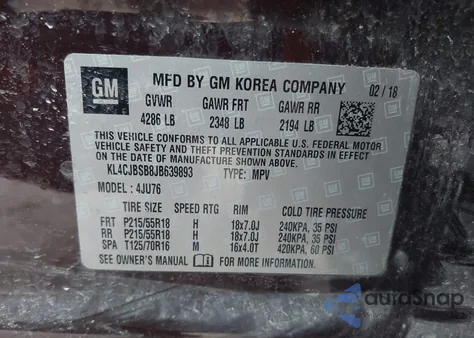 GM MFD BY GM KOREA COMPANY 02 / 18
GVWR GAWR FRT GAWR RR
4286 LB 2348 LB 2194 LB
THIS VEHICLE CONFORMS TO ALL APPLICABLE U.S. FEDERAL MOTOR
VEHICLE SAFETY, BUMPER, AND THEFT PREVENTION STANDARDS
IN EFFECT ON THE DATE OF MANUFACTURE SHOWN ABOVE.
KL4CJBSB8JB639893 TYPE: MPV
MODEL: 4JU76
TIRE SIZE SPEED RTG RIM COLD TIRE PRESSURE
FRT P215/55R18 H 18x7.0J 240KPA, 35 PSI
RR P215/55R18 H 18x7.0J 240KPA, 35 PSI
SPA T125/70R16 M 16x4.0T 420KPA, 60 PSI
SEE OWNER'S MANUAL FOR MORE INFORMATION.
AuraSnap